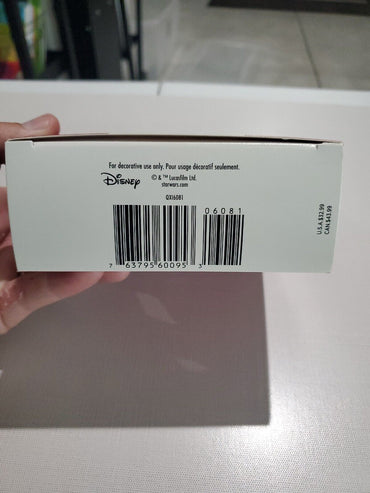 For decorative use only. Pour usage décoratif seulement.
Disney
© & ™ Lucasfilm Ltd.
starwars.com
QXI6081
06081
7 63795 60095 3
U.S.A. $32.99
CAN. $43.99